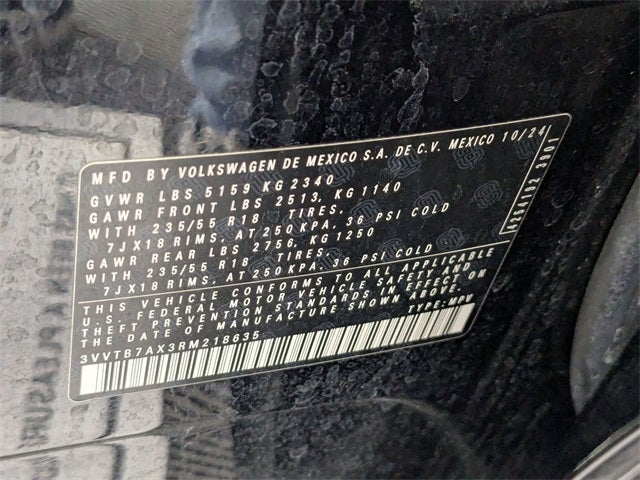 MFD BY VOLKSWAGEN DE MEXICO S.A. DE C.V. MEXICO 10/24
GVWR LBS 5159 KG 2340
GAWR FRONT LBS 2513, KG 1140
WITH 235/55 R18 TIRES,
7JX18 RIMS, AT 250 KPA, 36 PSI COLD
GAWR REAR LBS 2756, KG 1250
WITH 235/55 R18 TIRES,
7JX18 RIMS, AT 250 KPA, 36 PSI COLD
THIS VEHICLE CONFORMS TO ALL APPLICABLE
U.S. FEDERAL MOTOR VEHICLE SAFETY AND
THEFT PREVENTION STANDARDS IN EFFECT ON
THE DATE OF MANUFACTURE SHOWN ABOVE.
3VVTB7AX3RM218635
TYPE: MPV